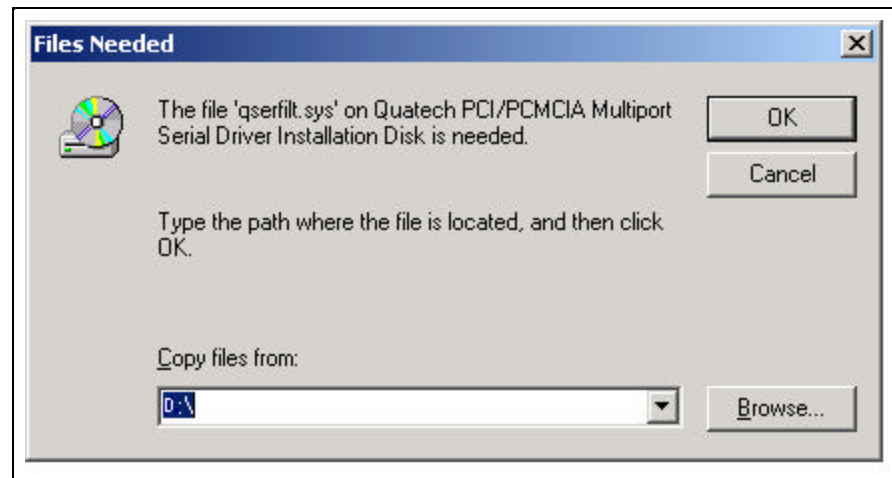 Files Needed
The file 'qserfilt.sys' on Quatech PCI/PCMCIA Multiport
Serial Driver Installation Disk is needed.
OK
Cancel
Type the path where the file is located, and then click
OK.
Copy files from:
D:\
Browse...